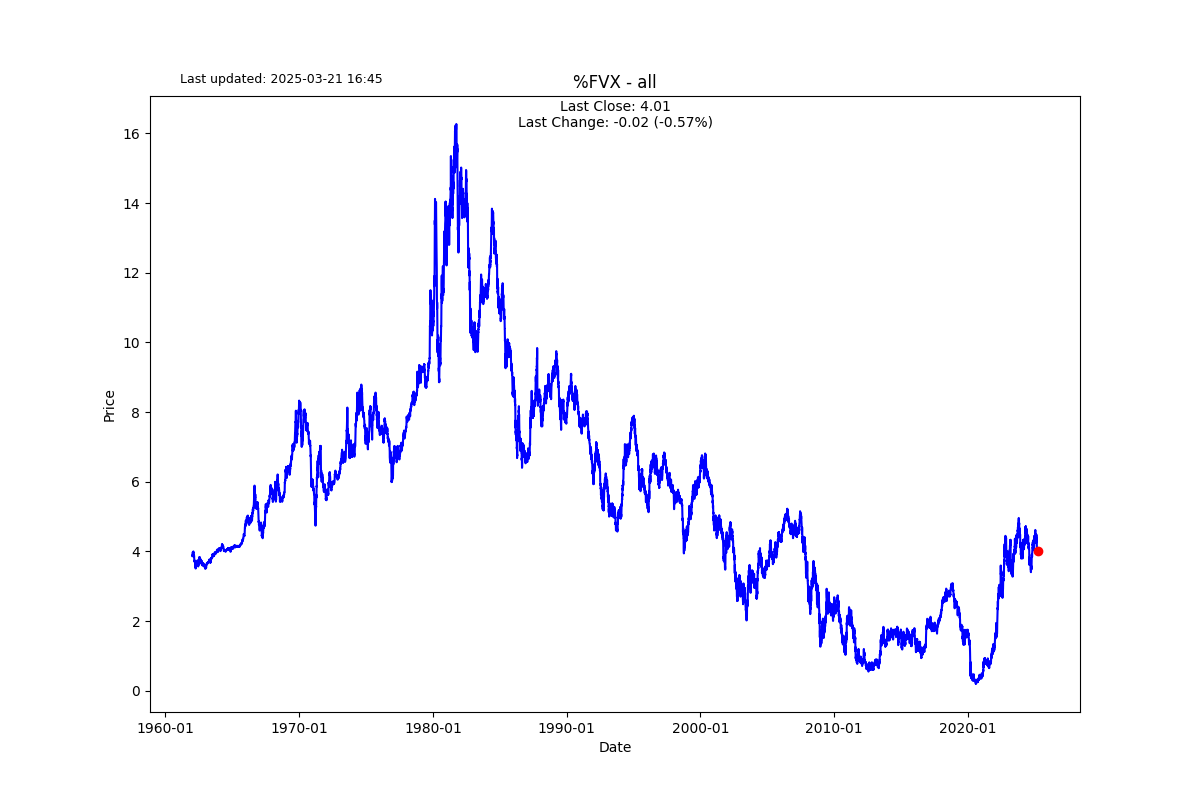 Last updated: 2025-03-21 16:45
%FVX - all
Last Close: 4.01
Last Change: -0.02 (-0.57%)
16
14
12
10
8
6
4
2
0
Price
1960-01
1970-01
1980-01
1990-01
2000-01
2010-01
2020-01
Date